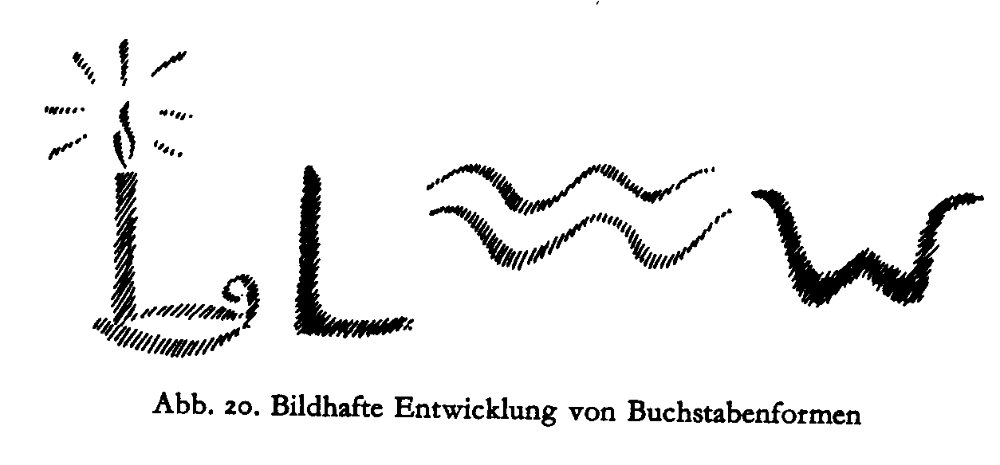 L W
Abb. 20. Bildhafte Entwicklung von Buchstabenformen